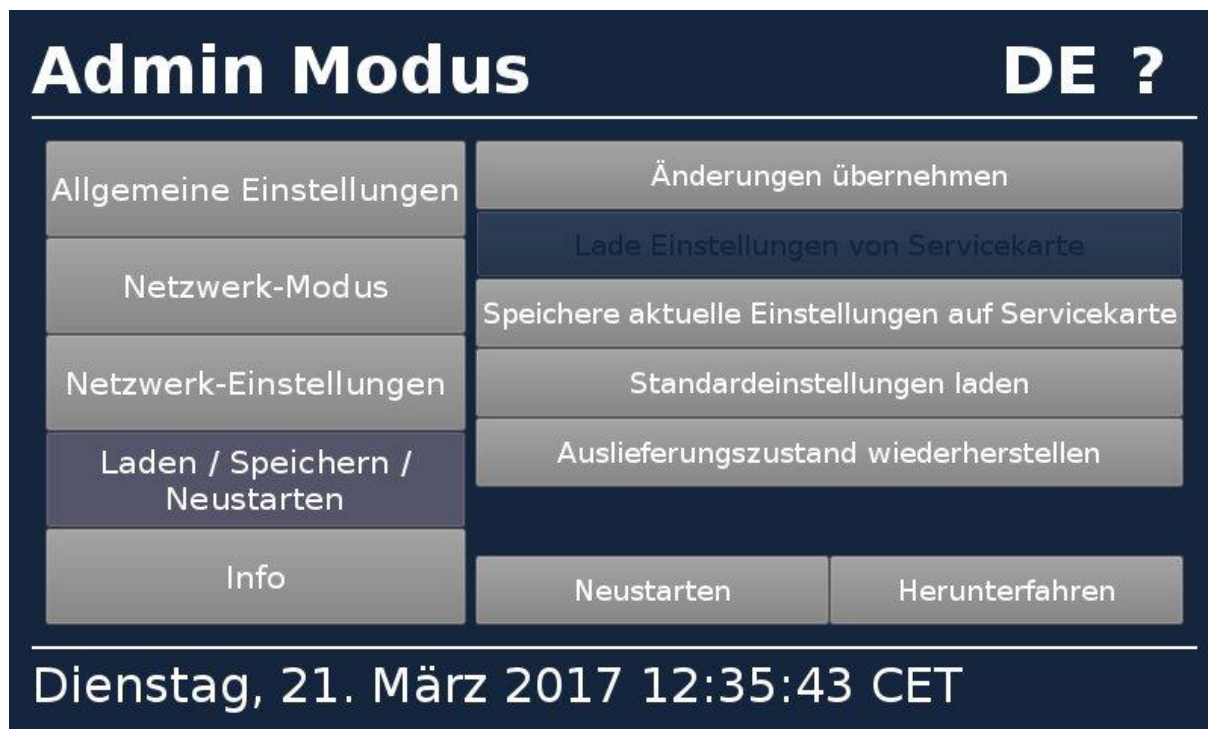 Admin Modus
DE ?
Allgemeine Einstellungen
Netzwerk-Modus
Netzwerk-Einstellungen
Laden / Speichern /
Neustarten
Info
Änderungen übernehmen
Lade Einstellungen von Servicekarte
Speichere aktuelle Einstellungen auf Servicekarte
Standardeinstellungen laden
Auslieferungszustand wiederherstellen
Neustarten
Herunterfahren
Dienstag, 21. März 2017 12:35:43 CET